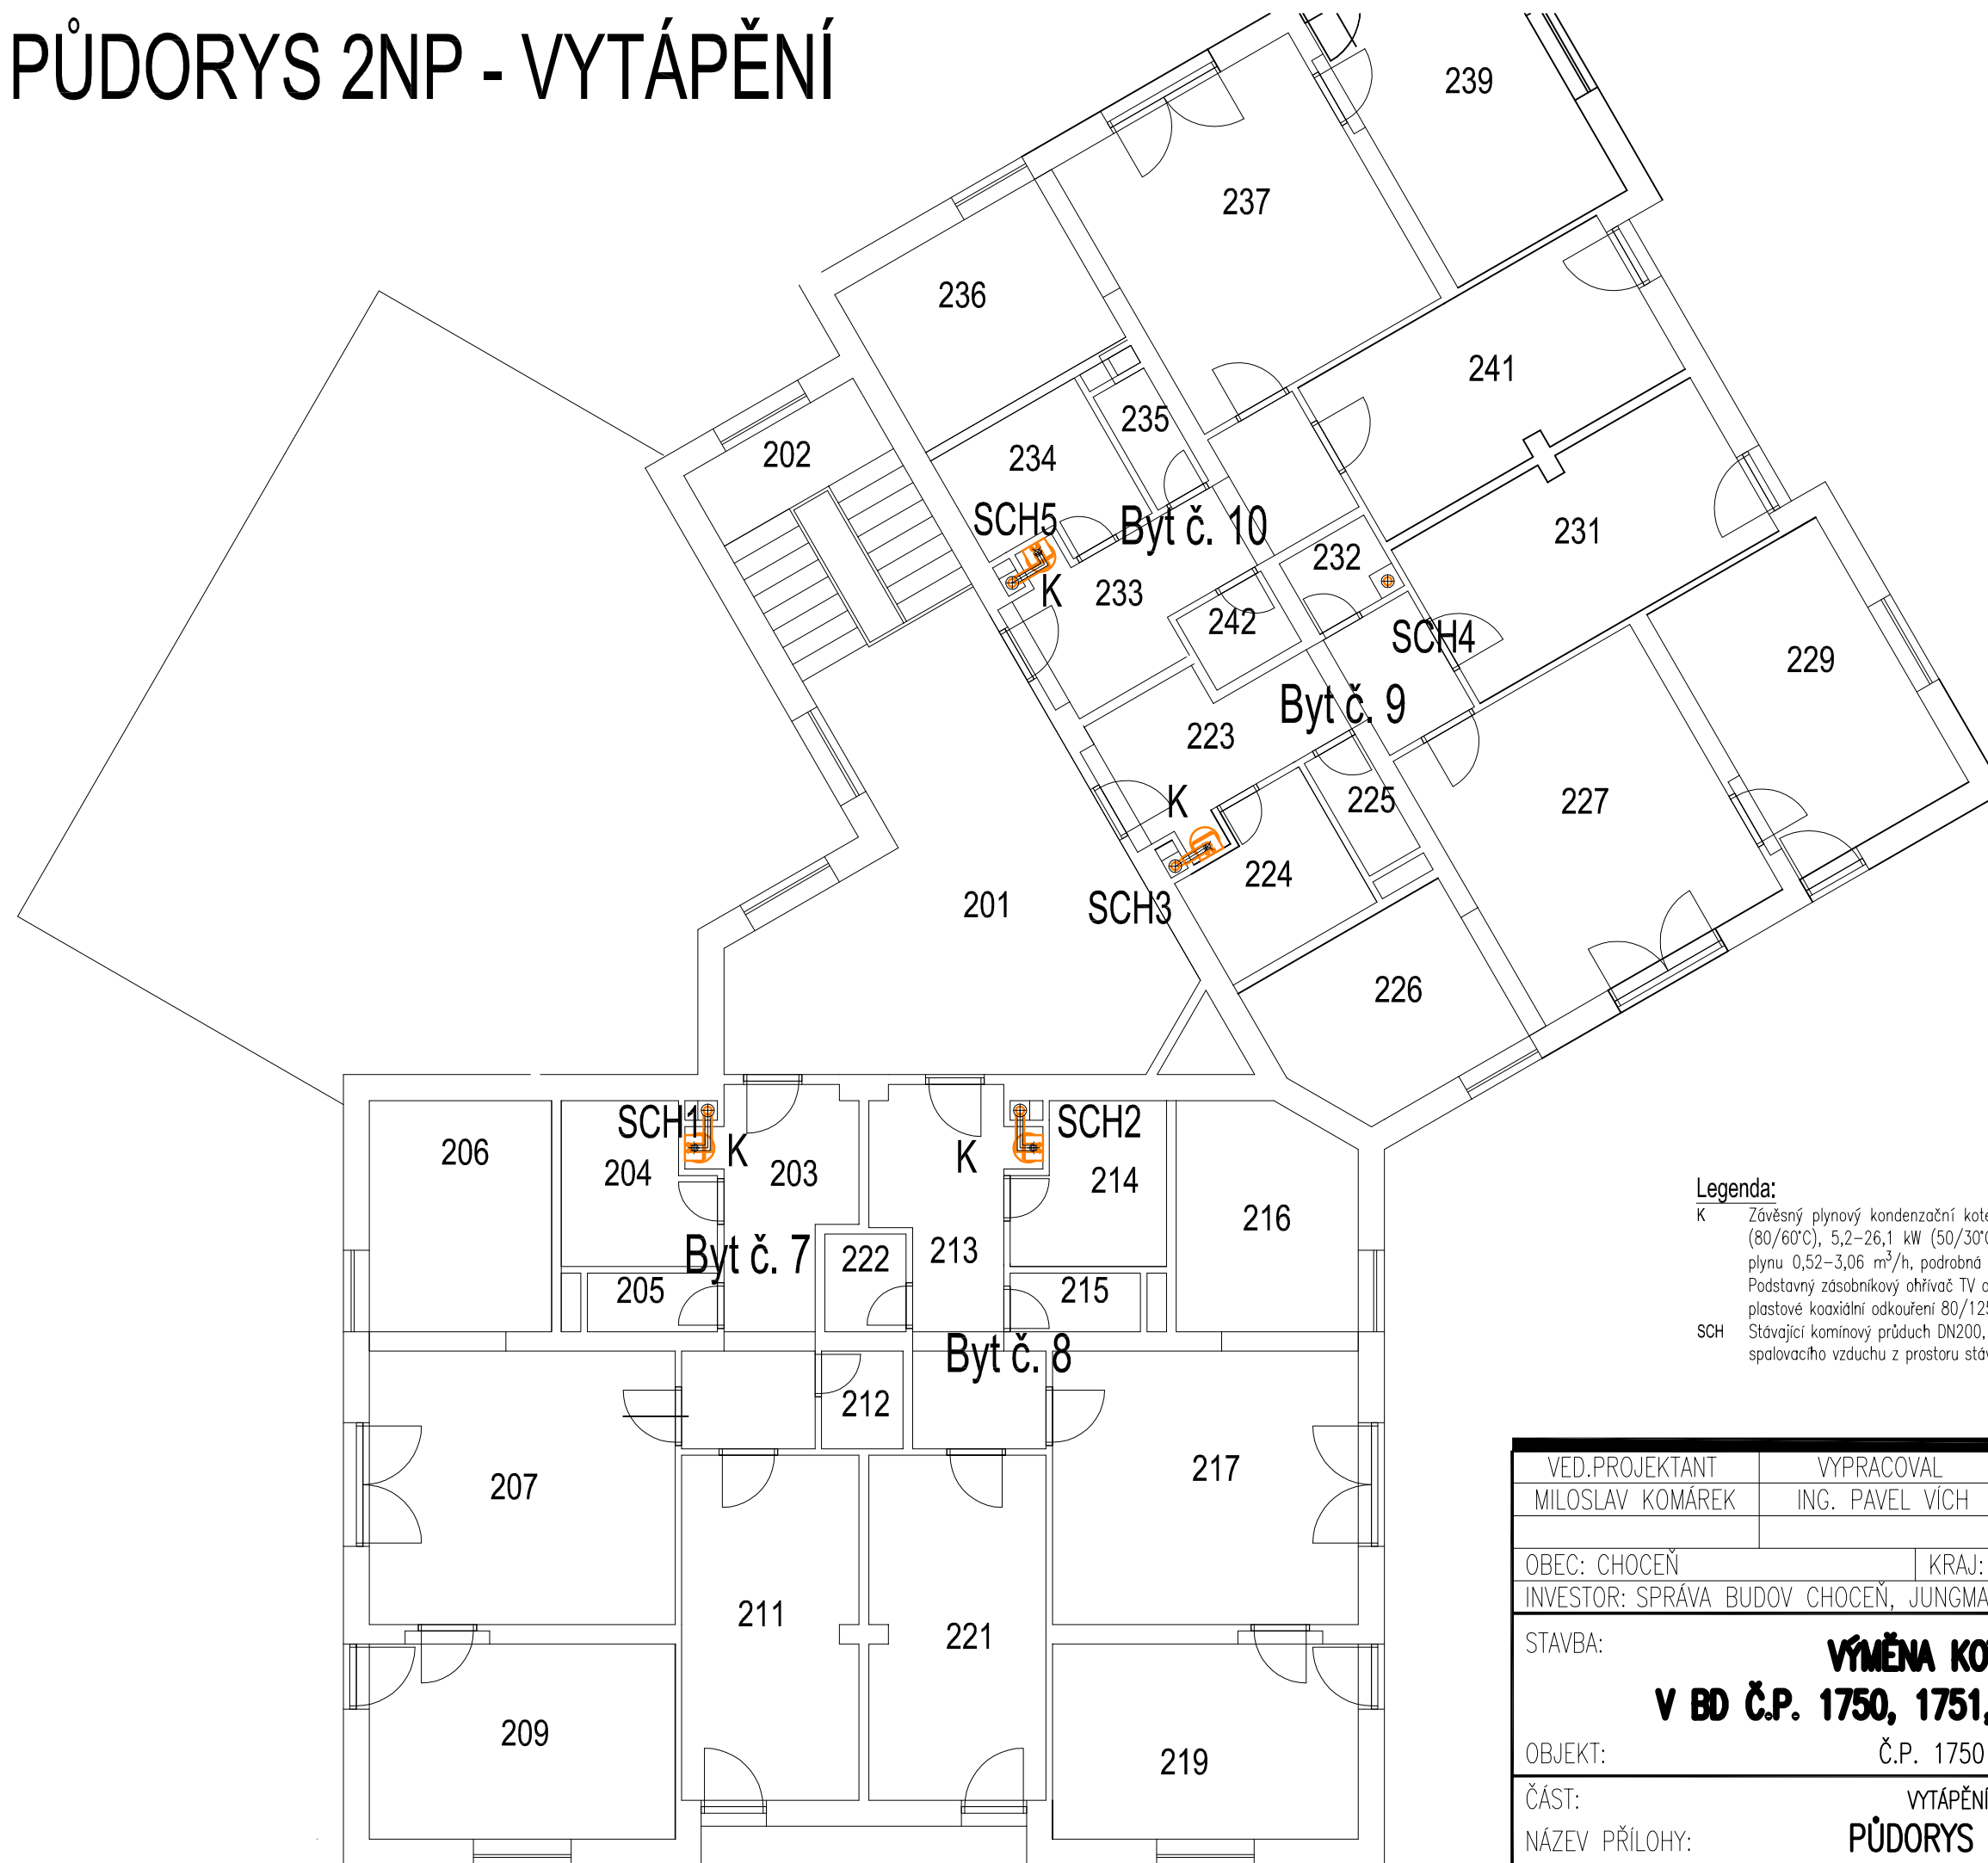 PŮDORYS 2NP - VYTÁPĚNÍ
239
237
236
241
235
202
234
SCH5
Byt č. 10
231
232
K
233
242
SCH4
229
Byt č. 9
223
K
225
227
224
201
SCH3
226
SCH1
SCH2
K
K
206
204
203
214
216
Byt č. 7
213
222
205
215
Byt č. 8
212
217
207
211
221
209
219
Legenda:
K Závěsný plynový kondenzační kote
(80/60°C), 5,2-26,1 kW (50/30°C
plynu 0,52-3,06 m³/h, podrobná
Podstavný zásobníkový ohřívač TV o
plastové koaxiální odkouření 80/125
SCH Stávající komínový průduch DN200,
spalovacího vzduchu z prostoru stáv
VED.PROJEKTANT VYPRACOVAL
MILOSLAV KOMÁREK ING. PAVEL VÍCH
OBEC: CHOCEŇ KRAJ:
INVESTOR: SPRÁVA BUDOV CHOCEŇ, JUNGMA
STAVBA:
VÝMĚNA KO
V BD Č.P. 1750, 1751,
OBJEKT: Č.P. 1750
ČÁST: VYTÁPĚNÍ
NÁZEV PŘÍLOHY: PŮDORYS